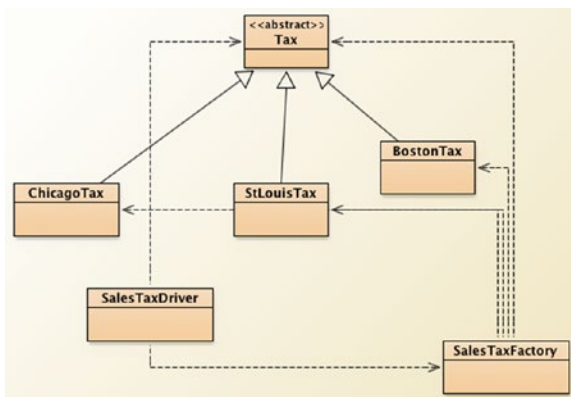 <<abstract>>
Tax
BostonTax
ChicagoTax
StLouisTax
SalesTaxDriver
SalesTaxFactory